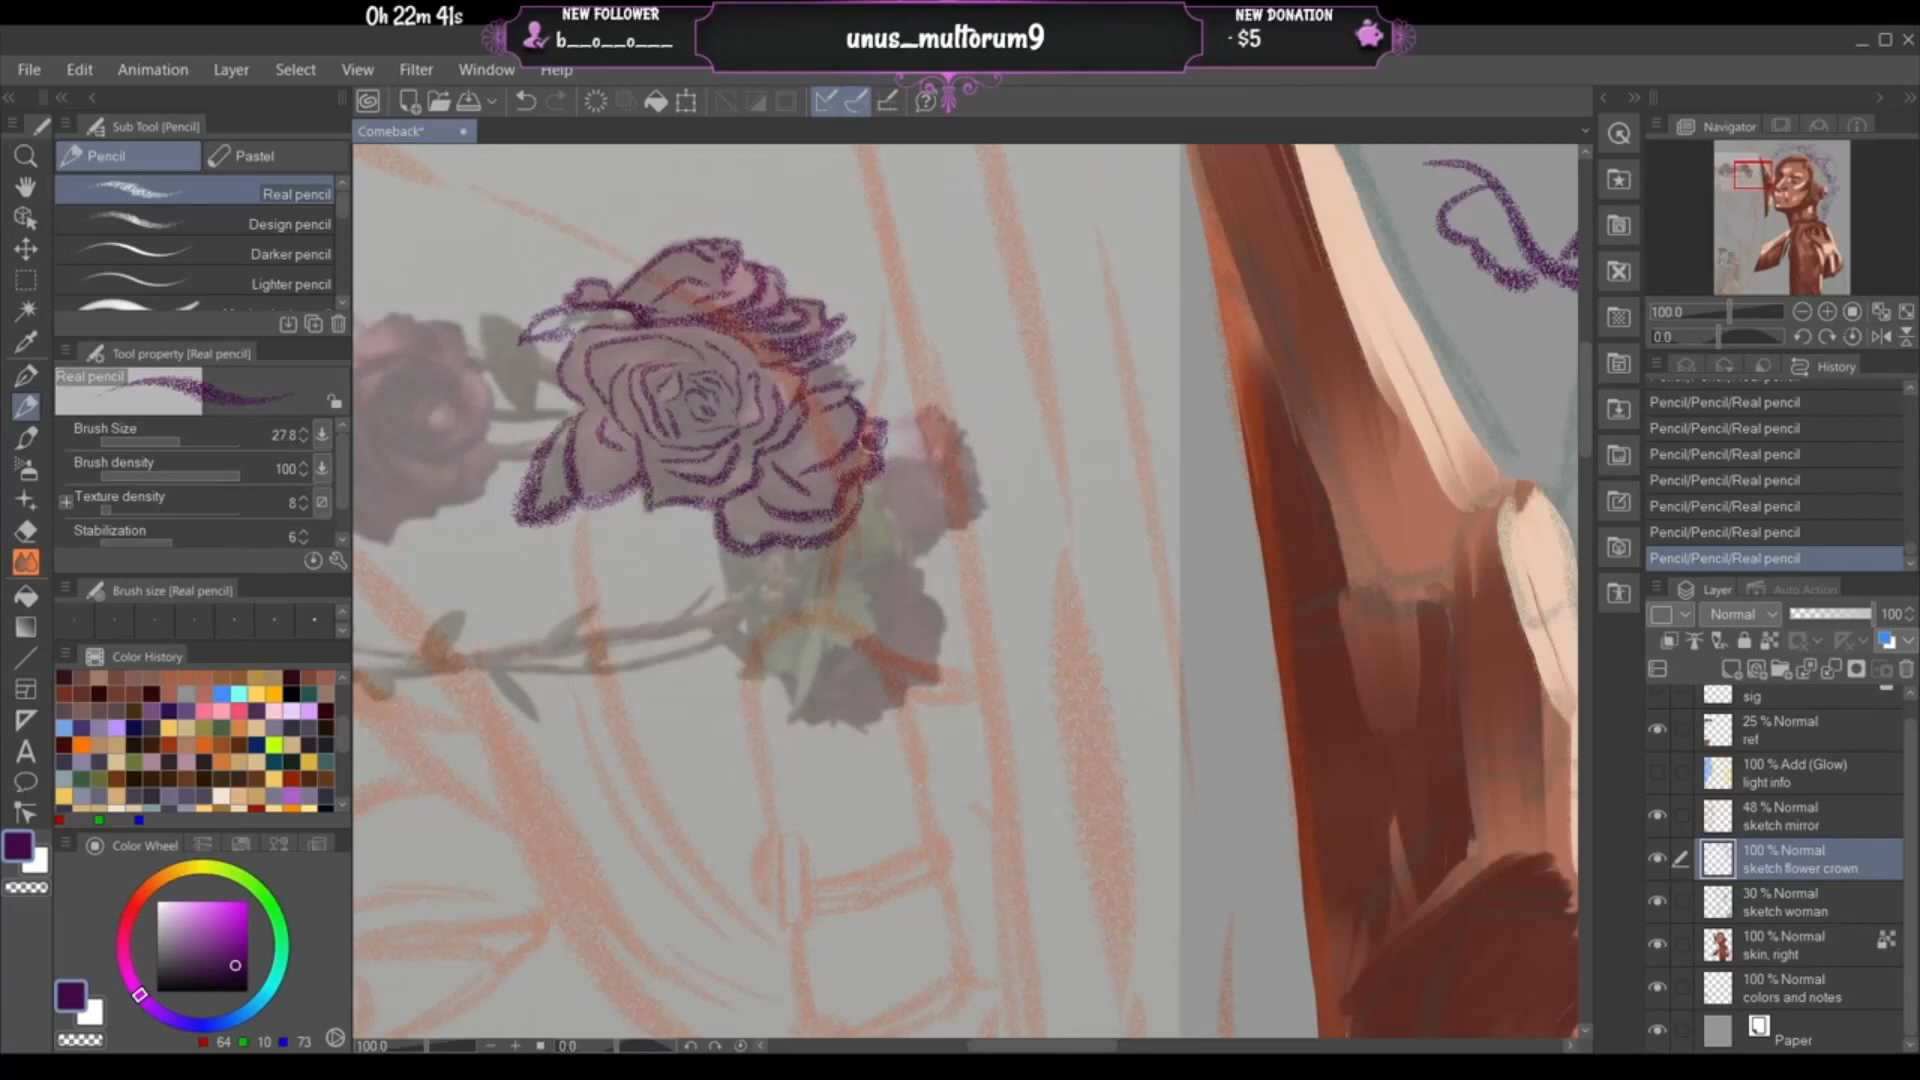 0h 22m 41s
NEW FOLLOWER
b__o__o___
unus_multorum9
NEW DONATION
- $5
File Edit Animation Layer Select View Filter Window Help
Sub Tool [Pencil]
Pencil Pastel
Real pencil
Design pencil
Darker pencil
Lighter pencil
Tool property [Real pencil]
Real pencil
Brush Size 27.8
Brush density 100
Texture density 8
Stabilization 6
Brush size [Real pencil]
Color History
Color Wheel
64 10 73
Comeback*
100.0 0.0
Navigator
100.0
0.0
History
Pencil/Pencil/Real pencil
Pencil/Pencil/Real pencil
Pencil/Pencil/Real pencil
Pencil/Pencil/Real pencil
Pencil/Pencil/Real pencil
Pencil/Pencil/Real pencil
Pencil/Pencil/Real pencil
Pencil/Pencil/Real pencil
Layer Auto Action
Normal 100
sig
25 % Normal
ref
100 % Add (Glow)
light info
48 % Normal
sketch mirror
100 % Normal
sketch flower crown
30 % Normal
sketch woman
100 % Normal
skin, right
100 % Normal
colors and notes
Paper